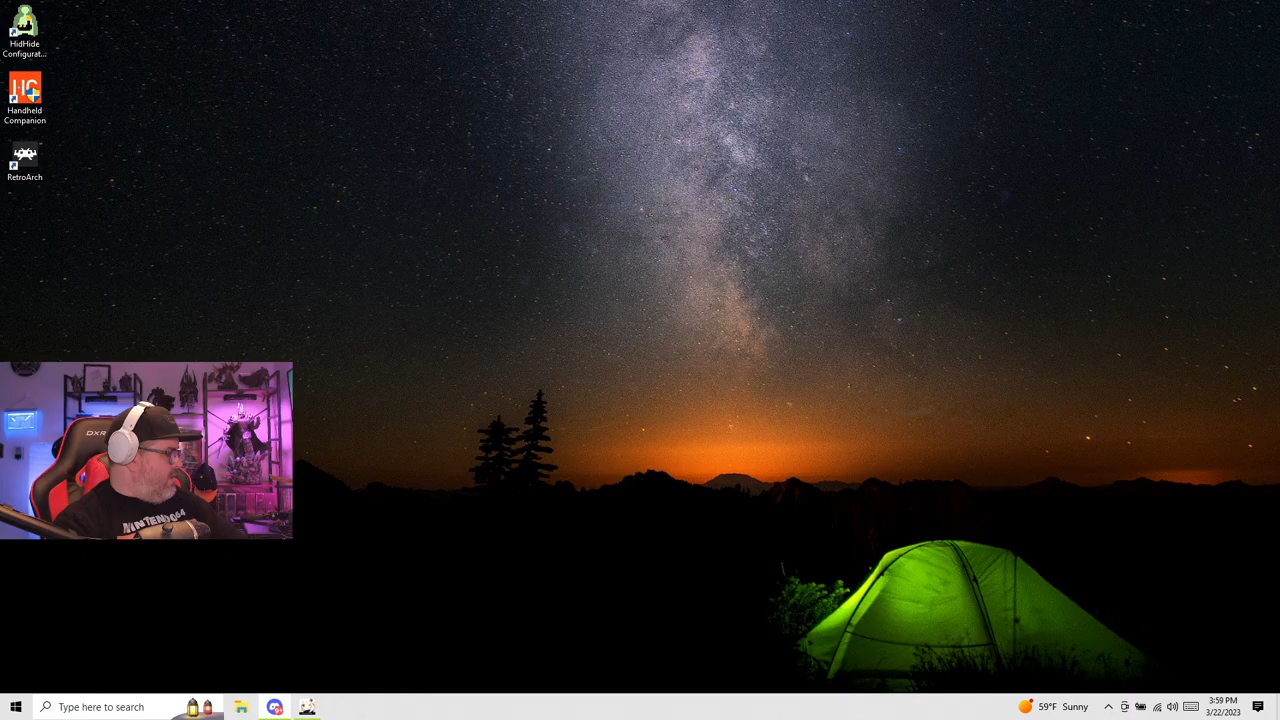 HidHide
Configurat...
HC
Handheld
Companion
RetroArch
DXR
NINTENDO64
Type here to search
59°F Sunny
3:59 PM
3/22/2023